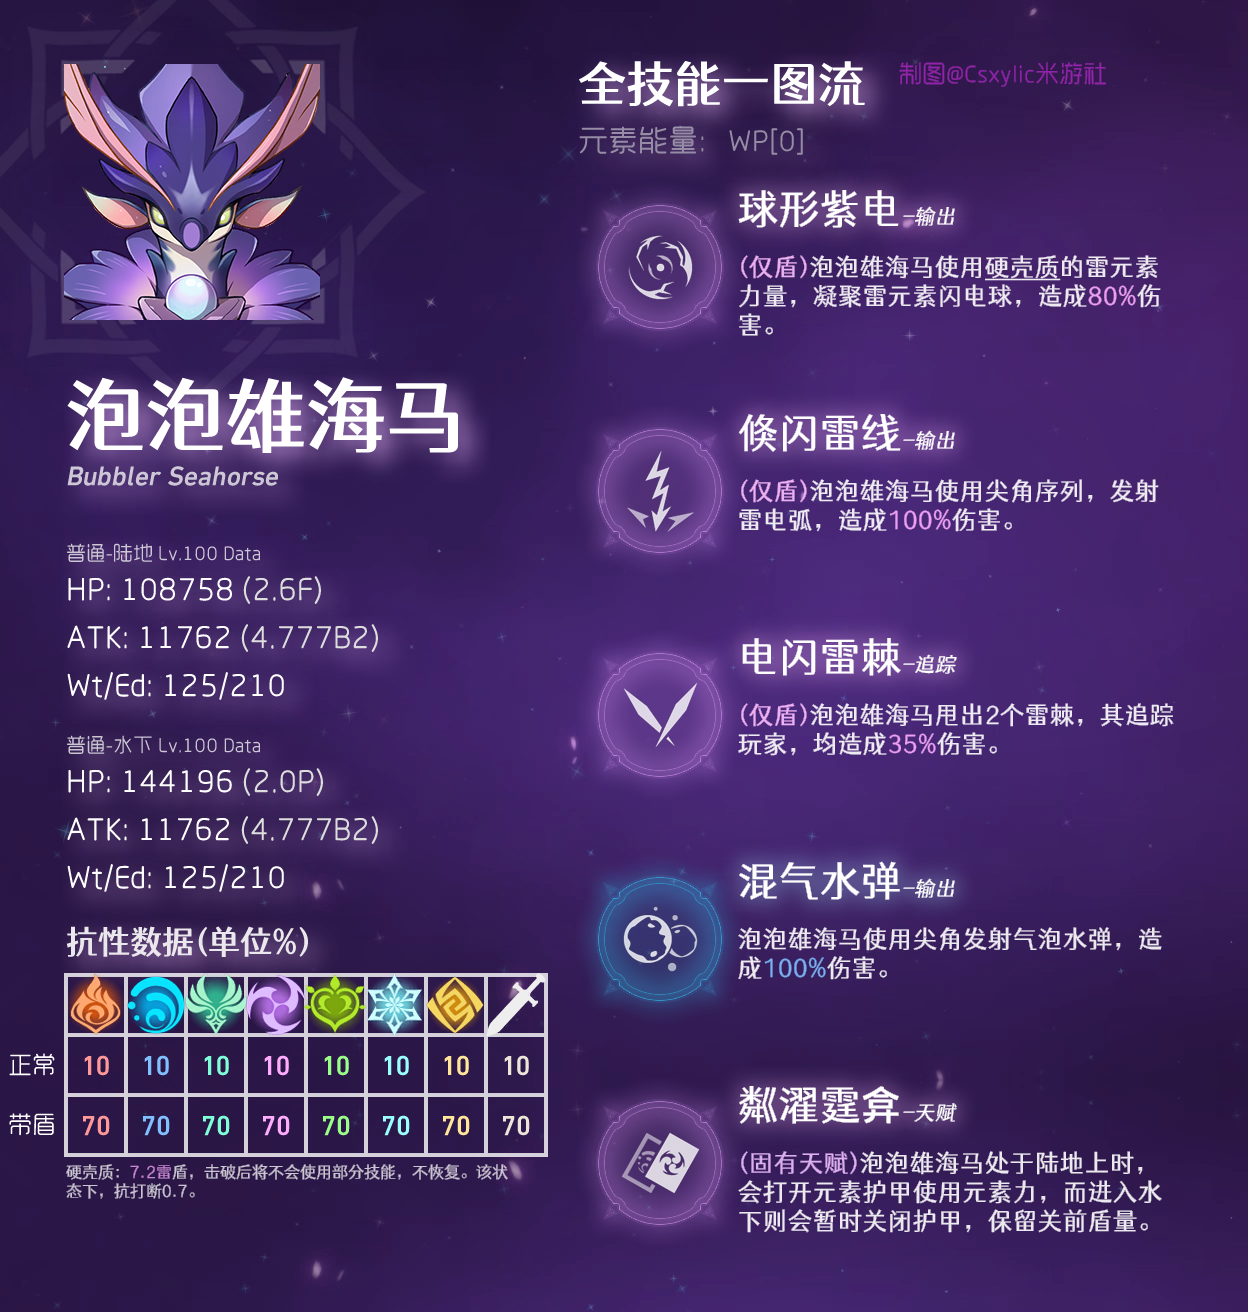 全技能一图流
制图@Csxylic米游社
元素能量： WP[0]
球形紫电-输出
(仅盾)泡泡雄海马使用硬壳质的雷元素
力量，凝聚雷元素闪电球，造成80%伤
害。
倏闪雷线-输出
(仅盾)泡泡雄海马使用尖角序列，发射
雷电弧，造成100%伤害。
电闪雷棘-追踪
(仅盾)泡泡雄海马甩出2个雷棘，其追踪
玩家，均造成35%伤害。
混气水弹-输出
泡泡雄海马使用尖角发射气泡水弹，造
成100%伤害。
粼濯霆弇-天赋
(固有天赋)泡泡雄海马处于陆地上时，
会打开元素护甲使用元素力，而进入水
下则会暂时关闭护甲，保留关前盾量。
泡泡雄海马
Bubbler Seahorse
普通-陆地 Lv.100 Data
HP: 108758 (2.6F)
ATK: 11762 (4.777B2)
Wt/Ed: 125/210
普通-水下 Lv.100 Data
HP: 144196 (2.0P)
ATK: 11762 (4.777B2)
Wt/Ed: 125/210
抗性数据(单位%)
正常 10 10 10 10 10 10 10 10
带盾 70 70 70 70 70 70 70 70
硬壳质：7.2雷盾，击破后将不会使用部分技能，不恢复。该状
态下，抗打断0.7。